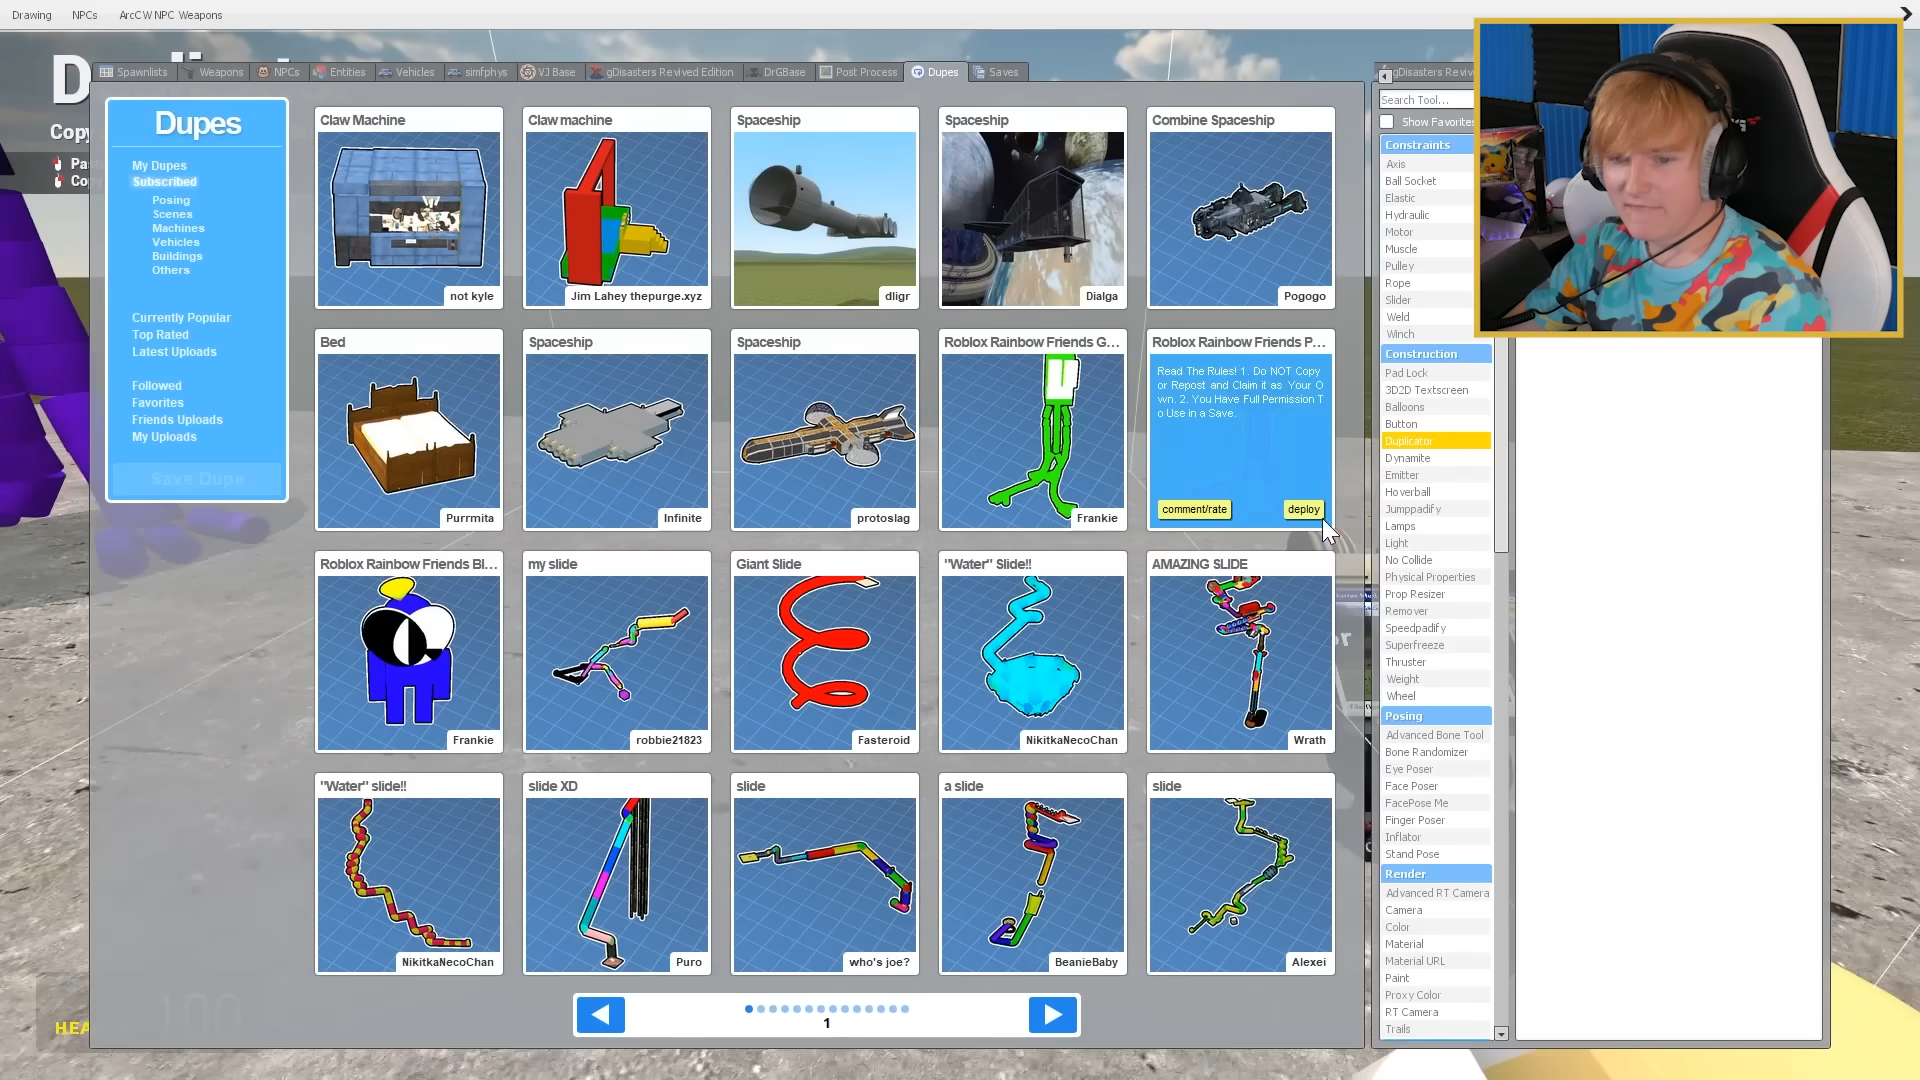 Drawing NPCs ArcCW NPC Weapons
Spawnlists Weapons NPCs Entities Vehicles simfphys VJ Base gDisasters Revived Edition DrGBase Post Process Dupes Saves
Dupes
My Dupes
Subscribed
Posing
Scenes
Machines
Vehicles
Buildings
Others
Currently Popular
Top Rated
Latest Uploads
Followed
Favorites
Friends Uploads
My Uploads
Save Dupe
Claw Machine
not kyle
Claw machine
Jim Lahey thepurge.xyz
Spaceship
dligr
Spaceship
Dialga
Combine Spaceship
Pogogo
Bed
Purrmita
Spaceship
Infinite
Spaceship
protoslag
Roblox Rainbow Friends G...
Frankie
Roblox Rainbow Friends P...
Read The Rules! 1. Do NOT Copy
or Repost and Claim it as Your O
wn. 2. You Have Full Permission T
o Use in a Save.
comment/rate deploy
Roblox Rainbow Friends Bl...
Frankie
my slide
robbie21823
Giant Slide
Fasteroid
"Water" Slide!!
NikitkaNecoChan
AMAZING SLIDE
Wrath
"Water" slide!!
NikitkaNecoChan
slide XD
Puro
slide
who's joe?
a slide
BeanieBaby
slide
Alexei
1
gDisasters Reviv
Search Tool...
Show Favorites
Constraints
Axis
Ball Socket
Elastic
Hydraulic
Motor
Muscle
Pulley
Rope
Slider
Weld
Winch
Construction
Pad Lock
3D2D Textscreen
Balloons
Button
Duplicator
Dynamite
Emitter
Hoverball
Jumppadify
Lamps
Light
No Collide
Physical Properties
Prop Resizer
Remover
Speedpadify
Superfreeze
Thruster
Weight
Wheel
Posing
Advanced Bone Tool
Bone Randomizer
Eye Poser
Face Poser
FacePose Me
Finger Poser
Inflator
Stand Pose
Render
Advanced RT Camera
Camera
Color
Material
Material URL
Paint
Proxy Color
RT Camera
Trails
D
Copy
Pas
Cop
HEA
100